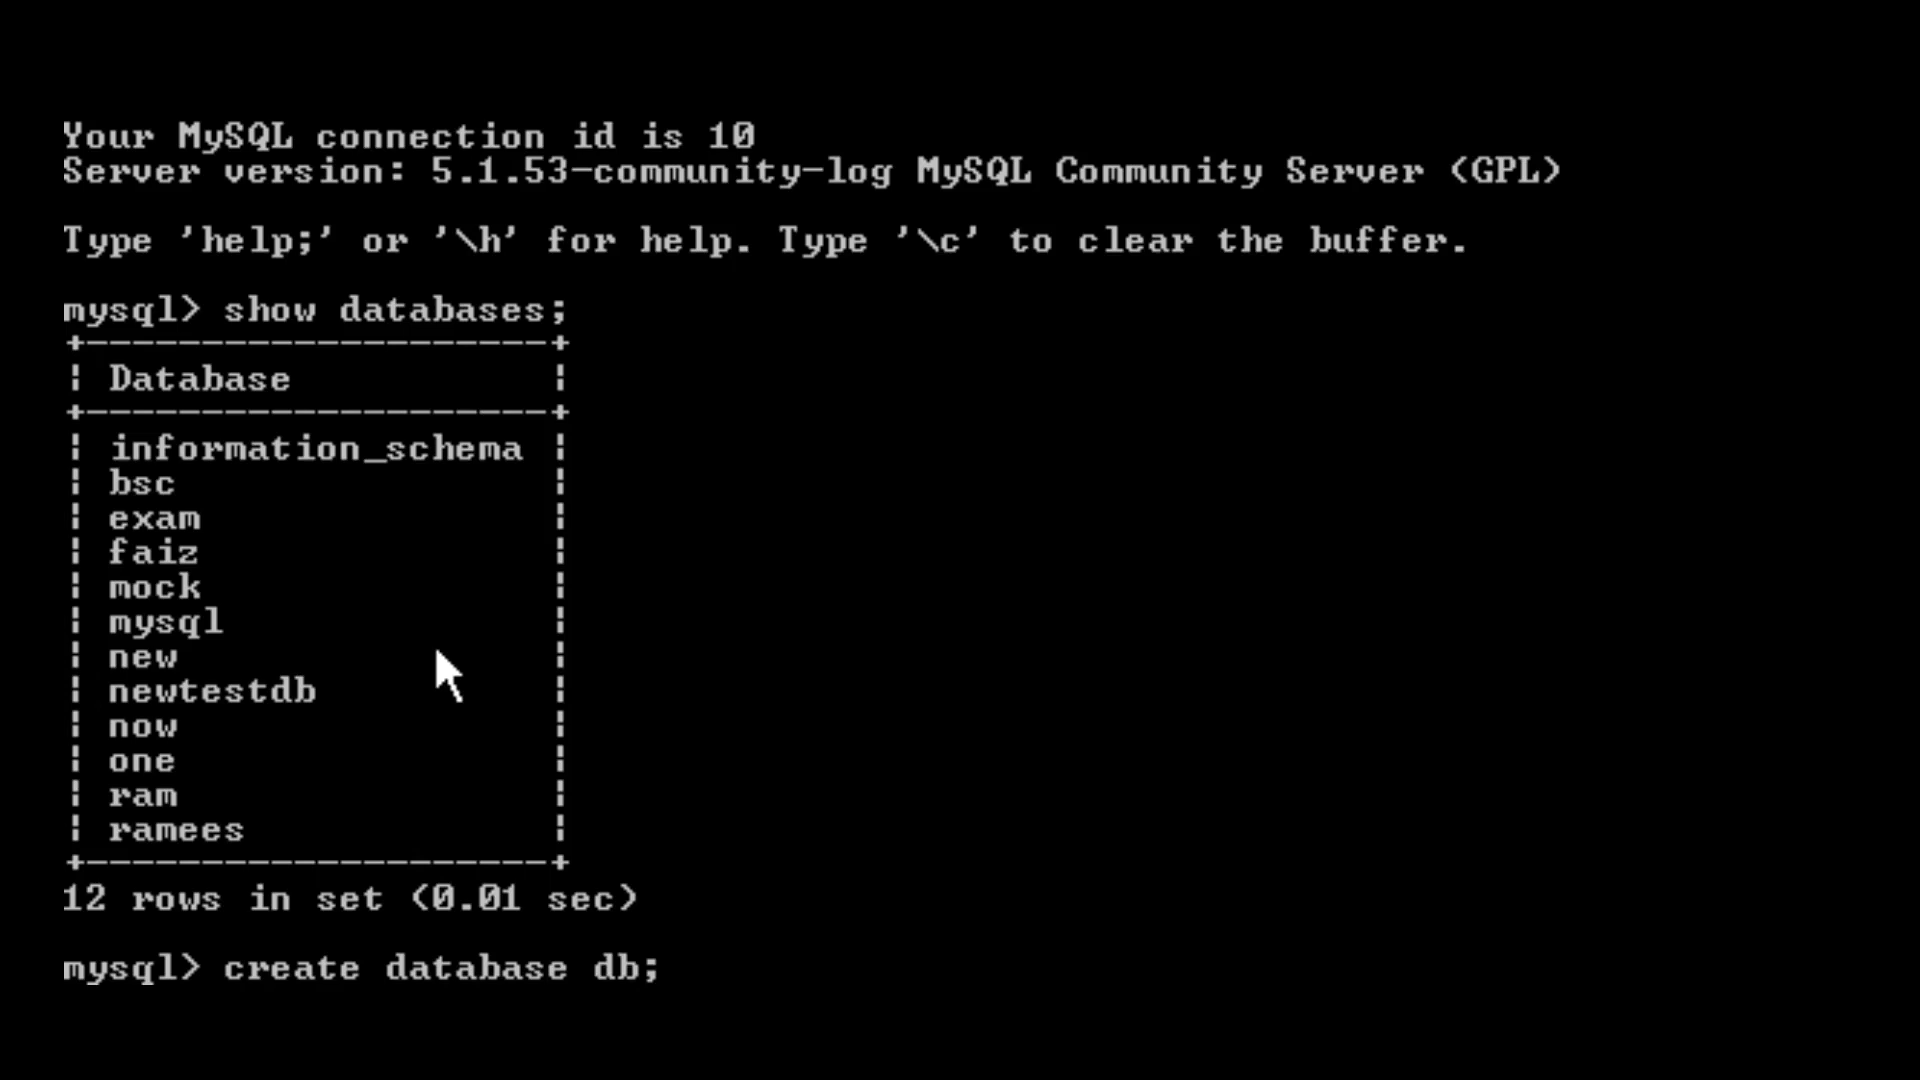 Your MySQL connection id is 10
Server version: 5.1.53-community-log MySQL Community Server (GPL)
Type 'help;' or '\h' for help. Type '\c' to clear the buffer.
mysql> show databases;
+--------------------+
| Database           |
+--------------------+
| information_schema |
| bsc                |
| exam               |
| faiz               |
| mock               |
| mysql              |
| new                |
| newtestdb          |
| now                |
| one                |
| ram                |
| ramees             |
+--------------------+
12 rows in set (0.01 sec)
mysql> create database db;